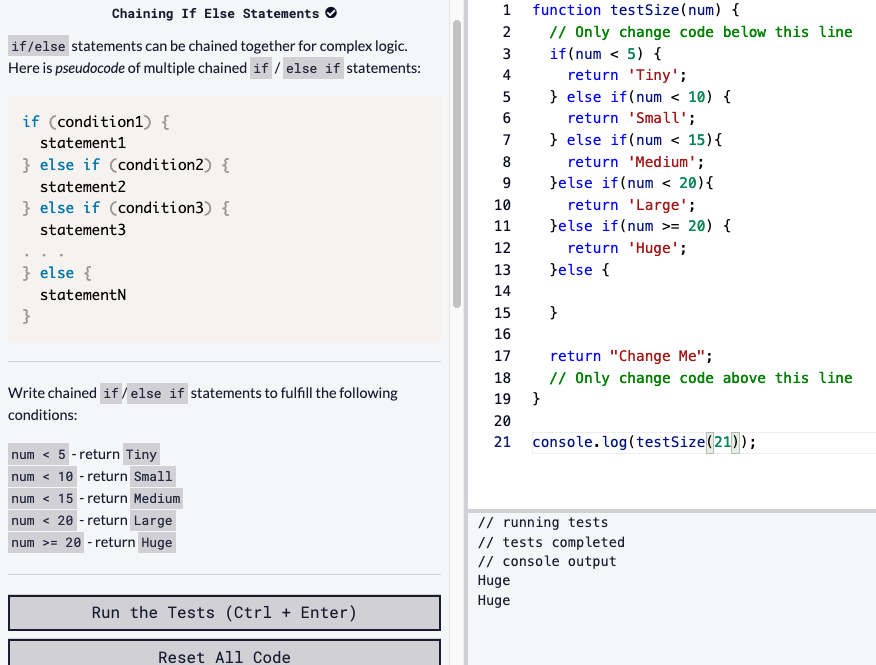 Chaining If Else Statements
if/else statements can be chained together for complex logic.
Here is pseudocode of multiple chained if / else if statements:
if (condition1) {
  statement1
} else if (condition2) {
  statement2
} else if (condition3) {
  statement3
. . .
} else {
  statementN
}
Write chained if/else if statements to fulfill the following
conditions:
num < 5 - return Tiny
num < 10 - return Small
num < 15 - return Medium
num < 20 - return Large
num >= 20 - return Huge
Run the Tests (Ctrl + Enter)
Reset All Code
1 function testSize(num) {
2   // Only change code below this line
3   if(num < 5) {
4     return 'Tiny';
5   } else if(num < 10) {
6     return 'Small';
7   } else if(num < 15){
8     return 'Medium';
9   }else if(num < 20){
10     return 'Large';
11   }else if(num >= 20) {
12     return 'Huge';
13   }else {
14
15   }
16
17   return "Change Me";
18   // Only change code above this line
19 }
20
21 console.log(testSize(21));
// running tests
// tests completed
// console output
Huge
Huge